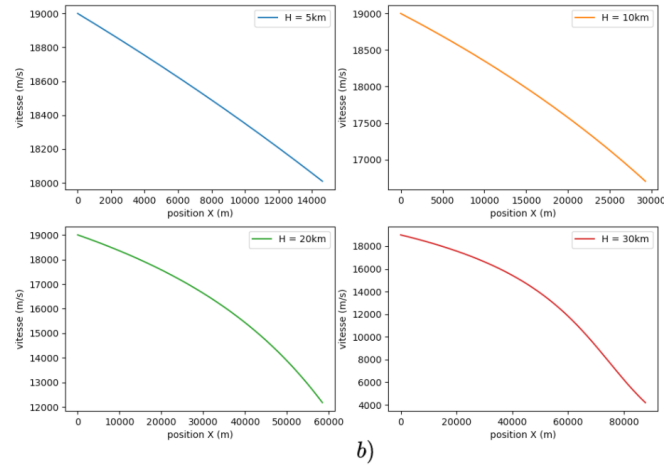 19000
18800
18600
18400
18200
18000
vitesse (m/s)
H = 5km
0 2000 4000 6000 8000 10000 12000 14000
position X (m)
19000
18500
18000
17500
17000
vitesse (m/s)
H = 10km
0 5000 10000 15000 20000 25000 30000
position X (m)
19000
18000
17000
16000
15000
14000
13000
12000
vitesse (m/s)
H = 20km
0 10000 20000 30000 40000 50000 60000
position X (m)
18000
16000
14000
12000
10000
8000
6000
4000
vitesse (m/s)
H = 30km
0 20000 40000 60000 80000
position X (m)
b)